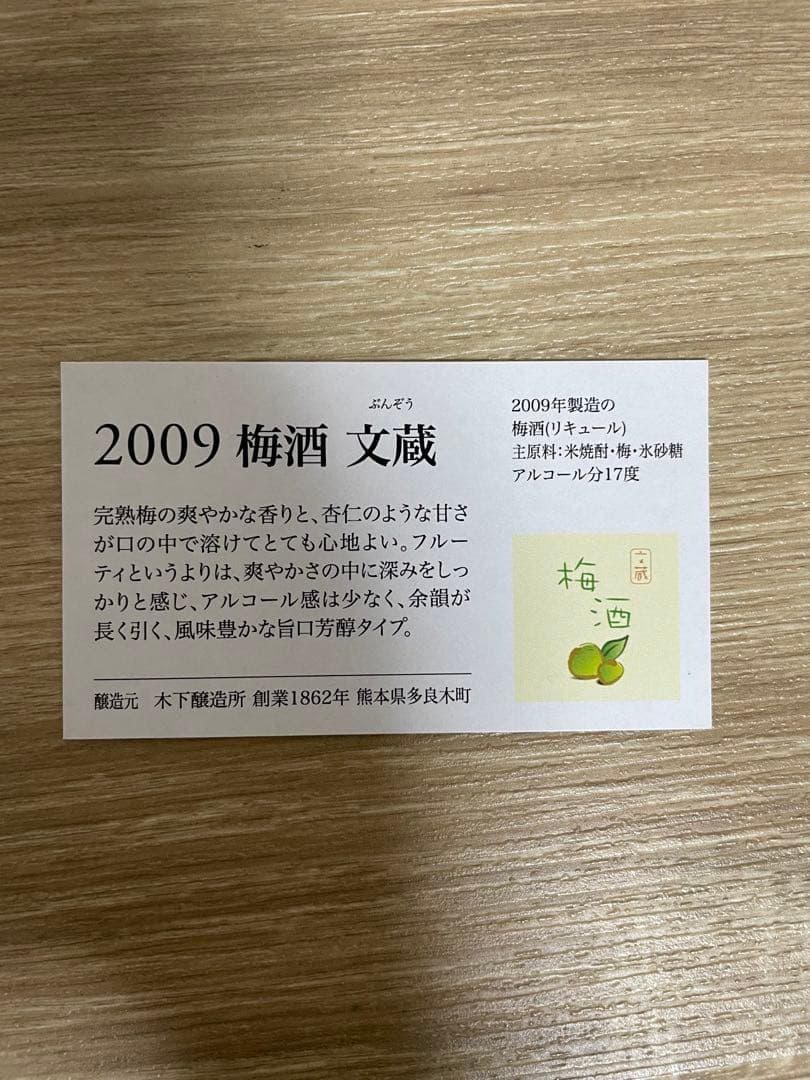 ぶんぞう
2009 梅酒 文蔵
完熟梅の爽やかな香りと、杏仁のような甘さ
が口の中で溶けてとても心地よい。フルー
ティというよりは、爽やかさの中に深みをしっ
かりと感じ、アルコール感は少なく、余韻が
長く引く、風味豊かな旨口芳醇タイプ。
醸造元 木下醸造所 創業1862年 熊本県多良木町
2009年製造の
梅酒(リキュール)
主原料:米焼酎・梅・氷砂糖
アルコール分17度
文蔵
梅酒